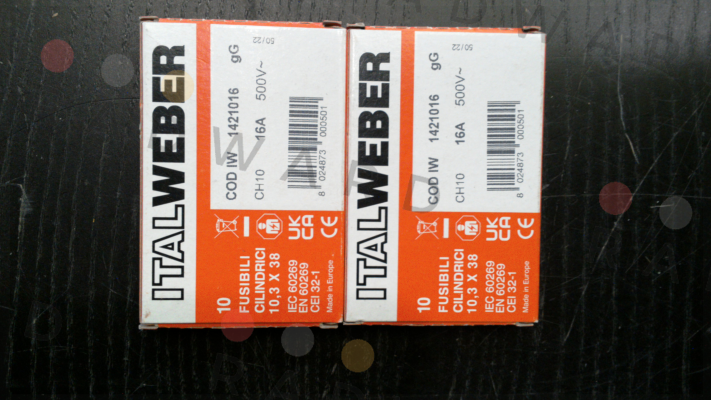 ITALWEBER
COD IW 1421016 gG
CH10 16A 500V~
50/22
8 024873 000501
UK
CA
CE
10
FUSIBILI
CILINDRICI
10,3 X 38
IEC 60269
EN 60269
CEI 32-1
Made in Europe
ITALWEBER
COD IW 1421016 gG
CH10 16A 500V~
50/22
8 024873 000501
UK
CA
CE
10
FUSIBILI
CILINDRICI
10,3 X 38
IEC 60269
EN 60269
CEI 32-1
Made in Europe